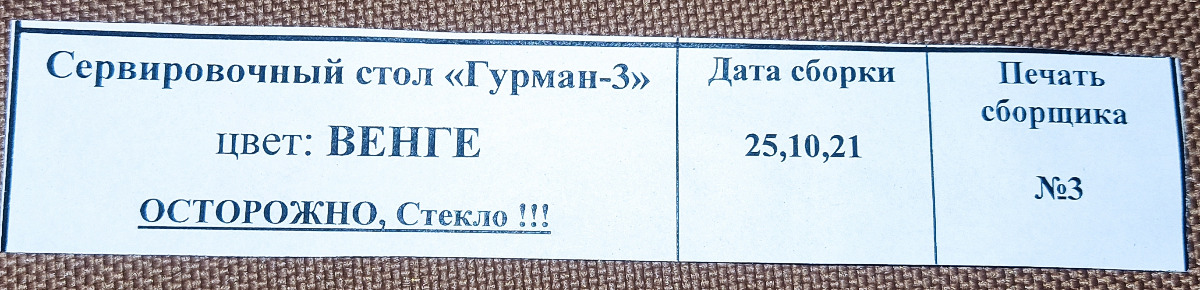 Сервировочный стол «Гурман-3»
цвет: ВЕНГЕ
ОСТОРОЖНО, Стекло !!!
Дата сборки
25,10,21
Печать
сборщика
№3